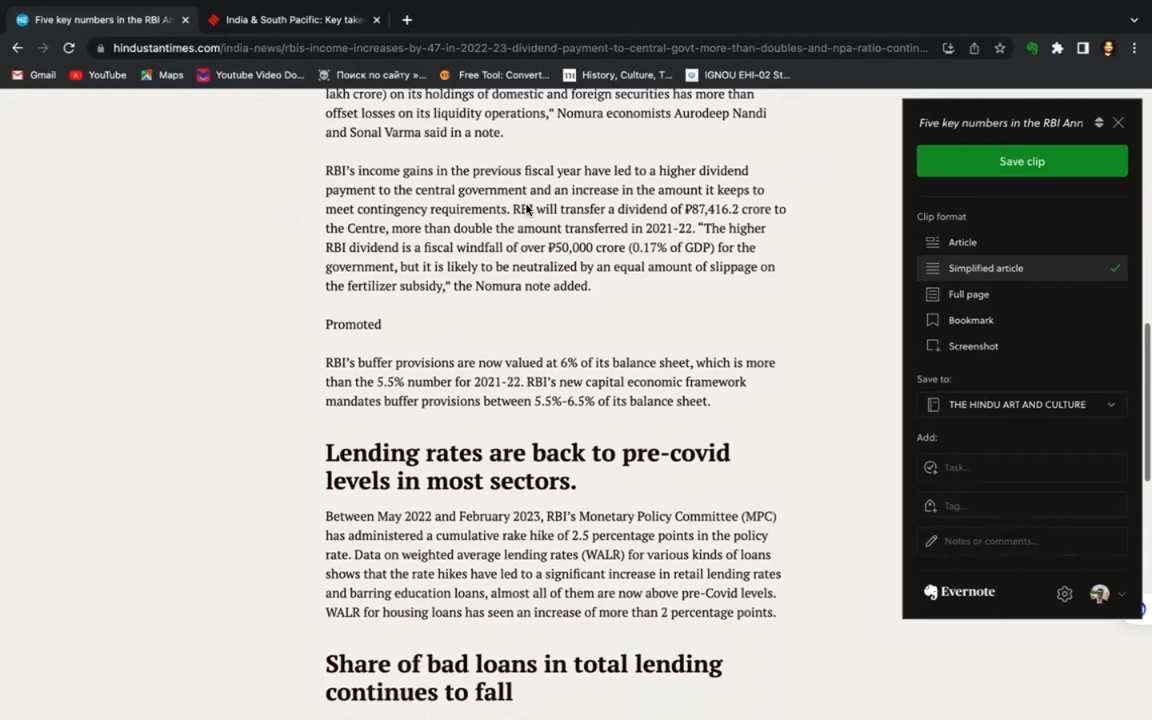 Five key numbers in the RBI An
India & South Pacific: Key take
hindustantimes.com/india-news/rbis-income-increases-by-47-in-2022-23-dividend-payment-to-central-govt-more-than-doubles-and-npa-ratio-contin...
Gmail
YouTube
Maps
Youtube Video Do...
Поиск по сайту »...
Free Tool: Convert...
TH
History, Culture, T...
IGNOU EHI-02 St...
lakh crore) on its holdings of domestic and foreign securities has more than
offset losses on its liquidity operations,” Nomura economists Aurodeep Nandi
and Sonal Varma said in a note.
RBI’s income gains in the previous fiscal year have led to a higher dividend
payment to the central government and an increase in the amount it keeps to
meet contingency requirements. RBI will transfer a dividend of ₽87,416.2 crore to
the Centre, more than double the amount transferred in 2021-22. “The higher
RBI dividend is a fiscal windfall of over ₽50,000 crore (0.17% of GDP) for the
government, but it is likely to be neutralized by an equal amount of slippage on
the fertilizer subsidy,” the Nomura note added.
Promoted
RBI’s buffer provisions are now valued at 6% of its balance sheet, which is more
than the 5.5% number for 2021-22. RBI’s new capital economic framework
mandates buffer provisions between 5.5%-6.5% of its balance sheet.
Lending rates are back to pre-covid
levels in most sectors.
Between May 2022 and February 2023, RBI’s Monetary Policy Committee (MPC)
has administered a cumulative rake hike of 2.5 percentage points in the policy
rate. Data on weighted average lending rates (WALR) for various kinds of loans
shows that the rate hikes have led to a significant increase in retail lending rates
and barring education loans, almost all of them are now above pre-Covid levels.
WALR for housing loans has seen an increase of more than 2 percentage points.
Share of bad loans in total lending
continues to fall
Five key numbers in the RBI Ann
Save clip
Clip format
Article
Simplified article
Full page
Bookmark
Screenshot
Save to:
THE HINDU ART AND CULTURE
Add:
Task...
Tag...
Notes or comments...
Evernote